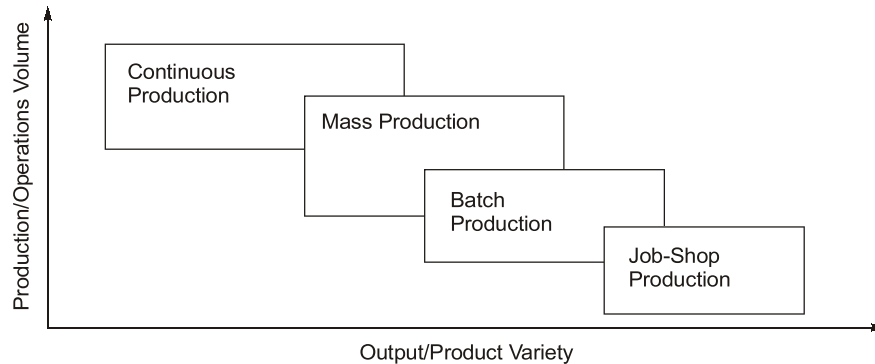 Production/Operations Volume
Continuous
Production
Mass Production
Batch
Production
Job-Shop
Production
Output/Product Variety